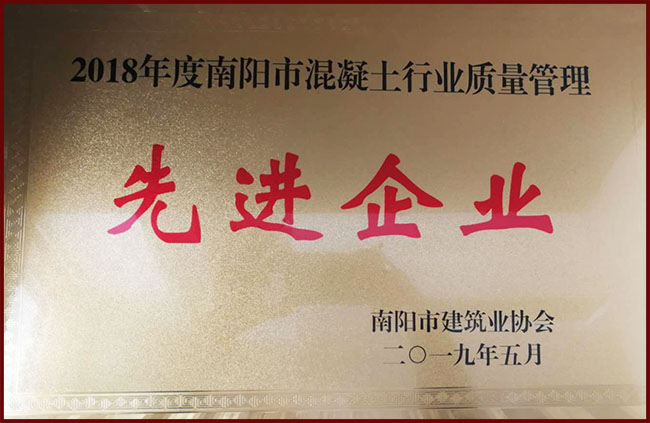 2018年度南阳市混凝土行业质量管理
先进企业
南阳市建筑业协会
二〇一九年五月